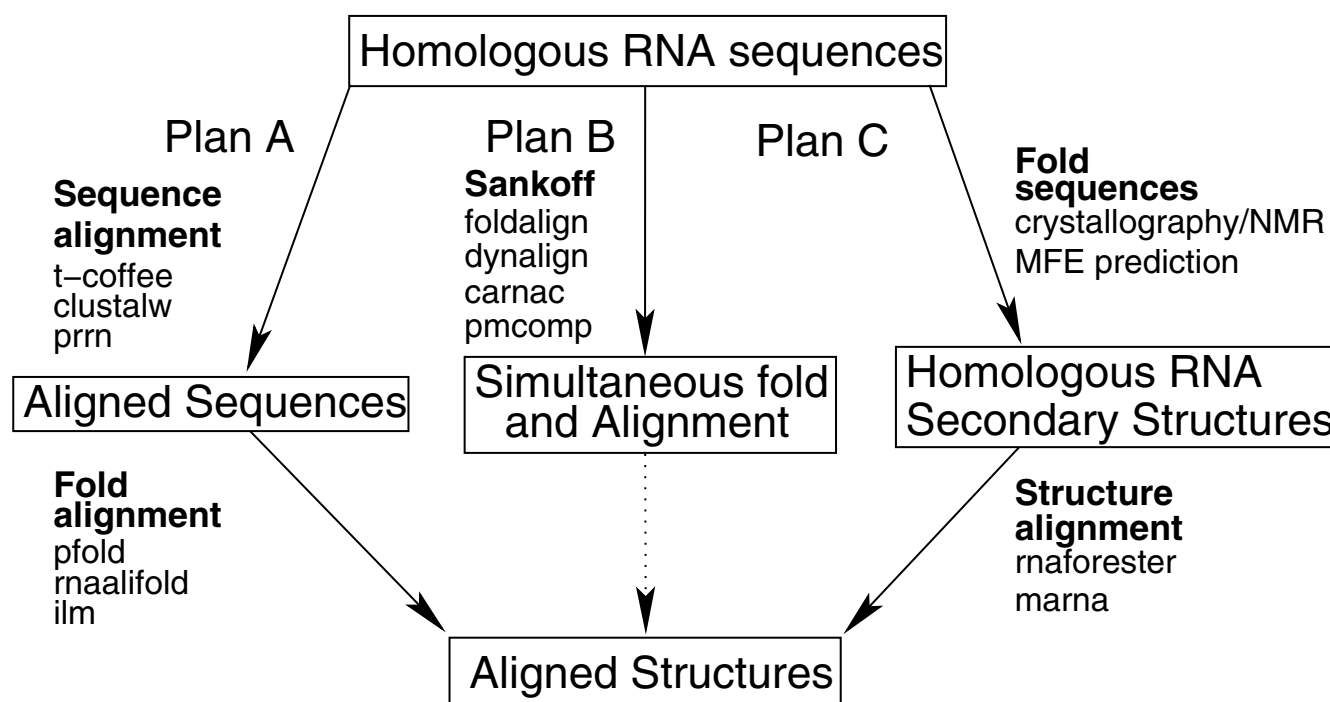 Homologous RNA sequences
Plan A
Plan B
Plan C
Sequence
alignment
t-coffee
clustalw
prrn
Sankoff
foldalign
dynalign
carnac
pmcomp
Fold
sequences
crystallography/NMR
MFE prediction
Aligned Sequences
Simultaneous fold
and Alignment
Homologous RNA
Secondary Structures
Fold
alignment
pfold
rnaalifold
ilm
Structure
alignment
rnaforester
marna
Aligned Structures